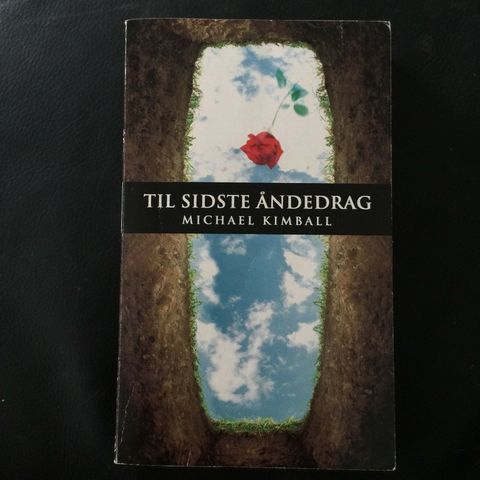 TIL SIDSTE ÅNDEDRAG
MICHAEL KIMBALL